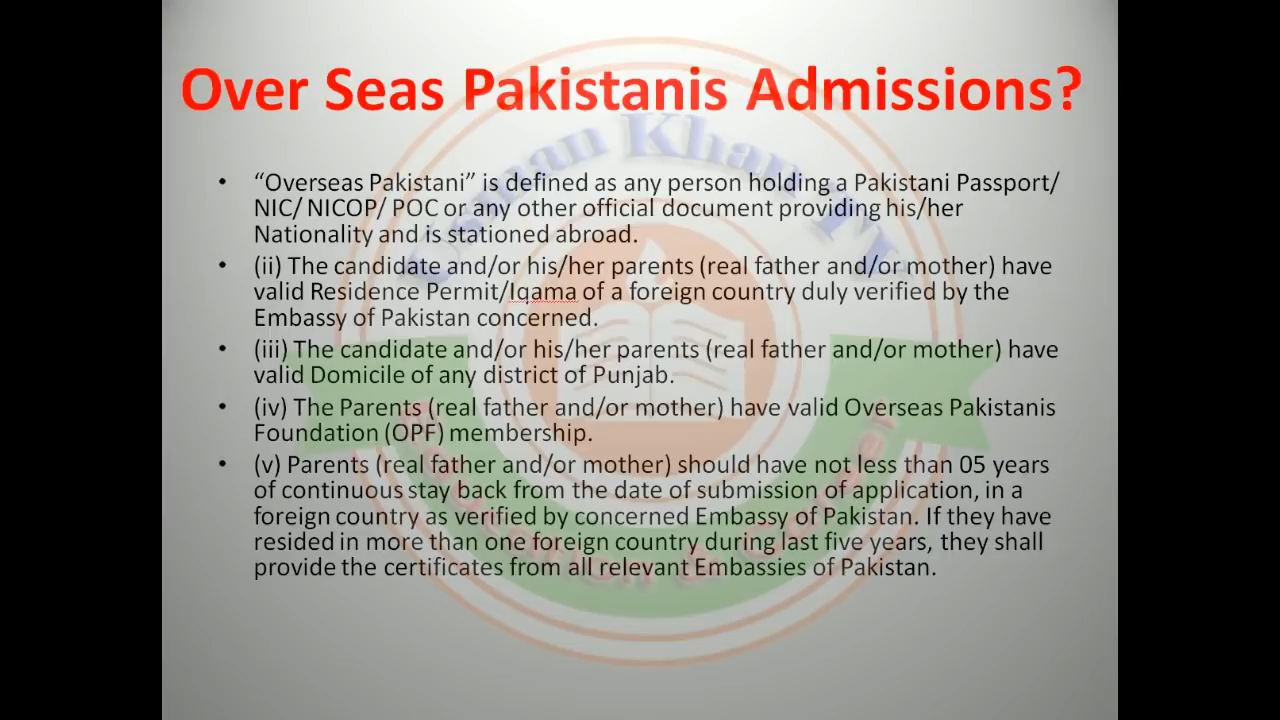 Over Seas Pakistanis Admissions?
• “Overseas Pakistani” is defined as any person holding a Pakistani Passport/
NIC/ NICOP/ POC or any other official document providing his/her
Nationality and is stationed abroad.
• (ii) The candidate and/or his/her parents (real father and/or mother) have
valid Residence Permit/Iqama of a foreign country duly verified by the
Embassy of Pakistan concerned.
• (iii) The candidate and/or his/her parents (real father and/or mother) have
valid Domicile of any district of Punjab.
• (iv) The Parents (real father and/or mother) have valid Overseas Pakistanis
Foundation (OPF) membership.
• (v) Parents (real father and/or mother) should have not less than 05 years
of continuous stay back from the date of submission of application, in a
foreign country as verified by concerned Embassy of Pakistan. If they have
resided in more than one foreign country during last five years, they shall
provide the certificates from all relevant Embassies of Pakistan.
Usman Khan TV